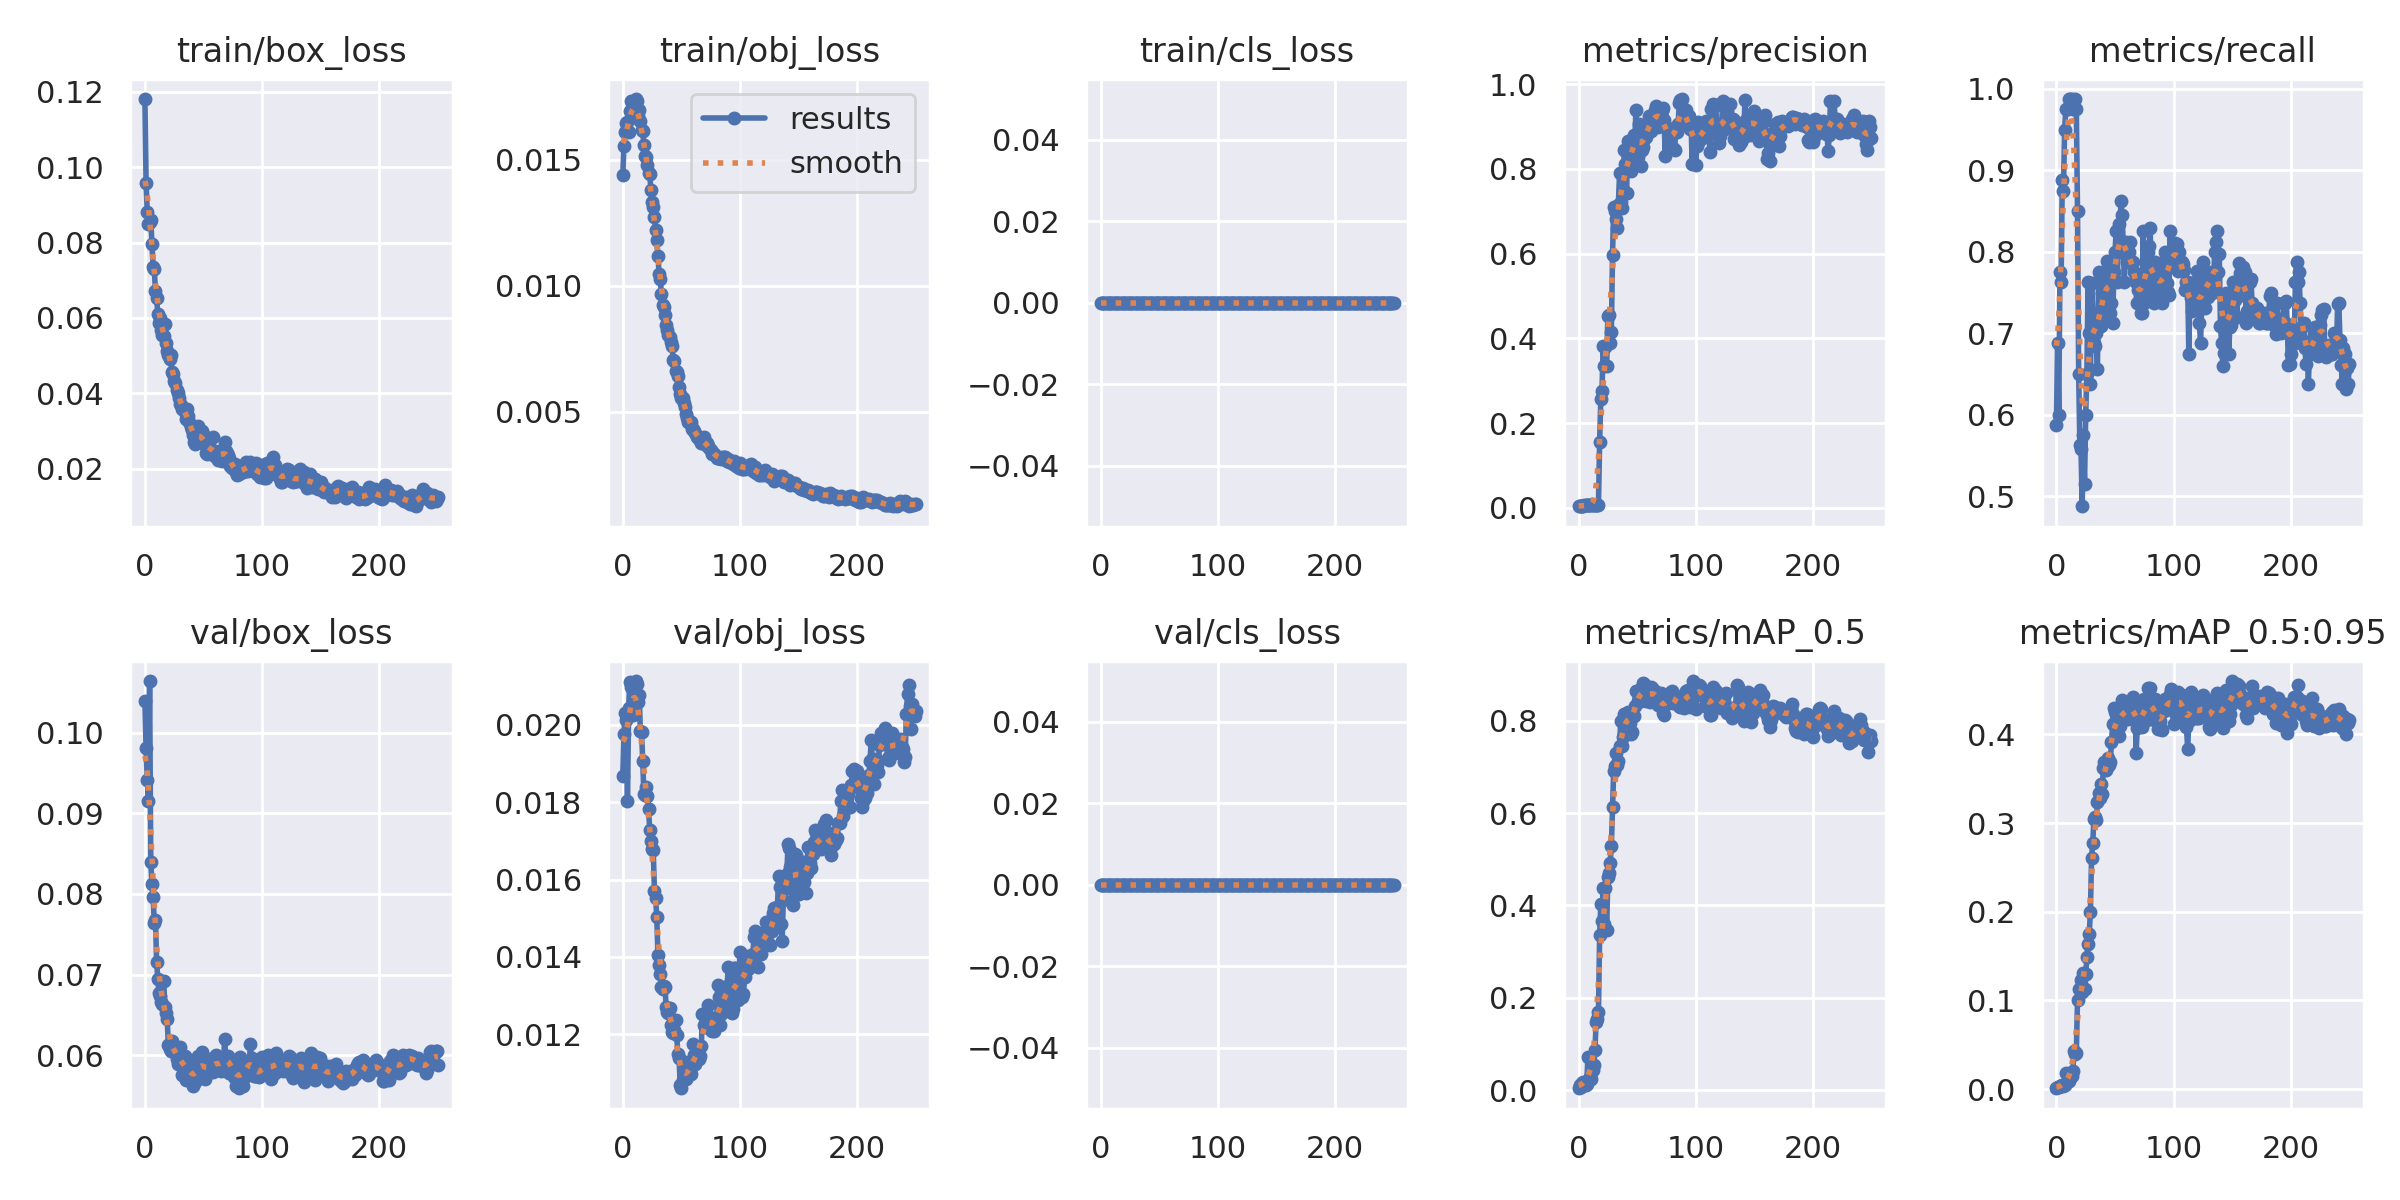 train/box_loss
0.12
0.10
0.08
0.06
0.04
0.02
0 100 200
train/obj_loss
results
smooth
0.015
0.010
0.005
0 100 200
train/cls_loss
0.04
0.02
0.00
−0.02
−0.04
0 100 200
metrics/precision
1.0
0.8
0.6
0.4
0.2
0.0
0 100 200
metrics/recall
1.0
0.9
0.8
0.7
0.6
0.5
0 100 200
val/box_loss
0.10
0.09
0.08
0.07
0.06
0 100 200
val/obj_loss
0.020
0.018
0.016
0.014
0.012
0 100 200
val/cls_loss
0.04
0.02
0.00
−0.02
−0.04
0 100 200
metrics/mAP_0.5
0.8
0.6
0.4
0.2
0.0
0 100 200
metrics/mAP_0.5:0.95
0.4
0.3
0.2
0.1
0.0
0 100 200